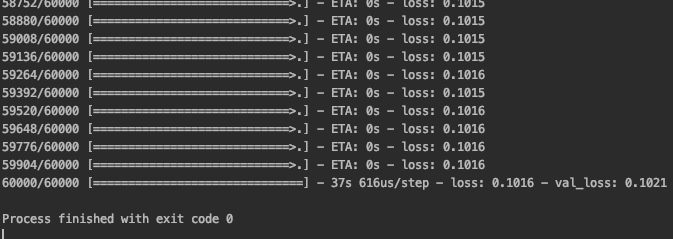 58752/60000 [==============================>.] - ETA: 0s - loss: 0.1015
58880/60000 [==============================>.] - ETA: 0s - loss: 0.1015
59008/60000 [==============================>.] - ETA: 0s - loss: 0.1015
59136/60000 [==============================>.] - ETA: 0s - loss: 0.1015
59264/60000 [==============================>.] - ETA: 0s - loss: 0.1016
59392/60000 [==============================>.] - ETA: 0s - loss: 0.1015
59520/60000 [==============================>.] - ETA: 0s - loss: 0.1016
59648/60000 [==============================>.] - ETA: 0s - loss: 0.1016
59776/60000 [==============================>.] - ETA: 0s - loss: 0.1016
59904/60000 [==============================>.] - ETA: 0s - loss: 0.1016
60000/60000 [==============================] - 37s 616us/step - loss: 0.1016 - val_loss: 0.1021
Process finished with exit code 0